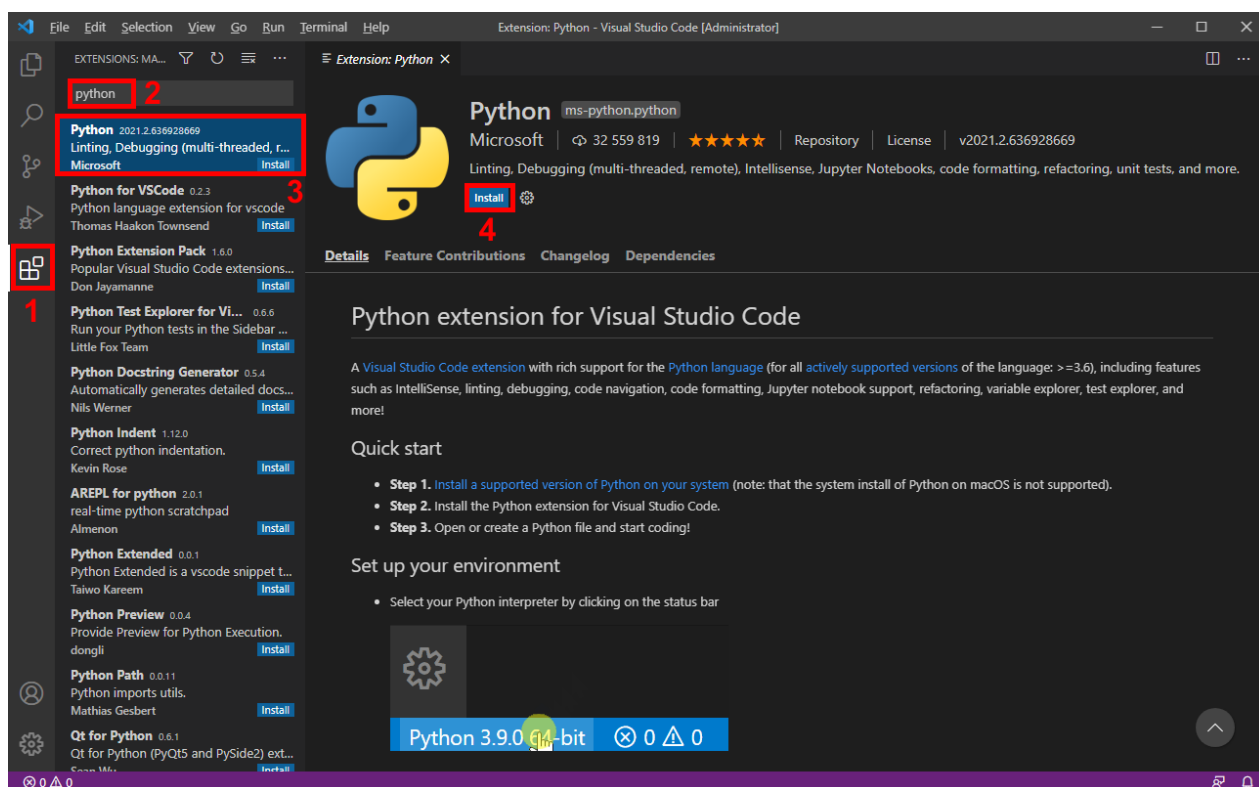 File Edit Selection View Go Run Terminal Help
Extension: Python - Visual Studio Code [Administrator]
EXTENSIONS: MA...
python
2
Python 2021.2.636928669
Linting, Debugging (multi-threaded, r...
Microsoft Install
3
Python for VSCode 0.2.3
Python language extension for vscode
Thomas Haakon Townsend Install
Python Extension Pack 1.6.0
Popular Visual Studio Code extensions...
Don Jayamanne Install
1
Python Test Explorer for Vi... 0.6.6
Run your Python tests in the Sidebar ...
Little Fox Team Install
Python Docstring Generator 0.5.4
Automatically generates detailed docs...
Nils Werner Install
Python Indent 1.12.0
Correct python indentation.
Kevin Rose Install
AREPL for python 2.0.1
real-time python scratchpad
Almenon Install
Python Extended 0.0.1
Python Extended is a vscode snippet t...
Taiwo Kareem Install
Python Preview 0.0.4
Provide Preview for Python Execution.
dongli Install
Python Path 0.0.11
Python imports utils.
Mathias Gesbert Install
Qt for Python 0.6.1
Qt for Python (PyQt5 and PySide2) ext...
Sean Wu Install
Extension: Python
Python ms-python.python
Microsoft 32 559 819 Repository License v2021.2.636928669
Linting, Debugging (multi-threaded, remote), Intellisense, Jupyter Notebooks, code formatting, refactoring, unit tests, and more.
Install
4
Details Feature Contributions Changelog Dependencies
Python extension for Visual Studio Code
A Visual Studio Code extension with rich support for the Python language (for all actively supported versions of the language: >=3.6), including features
such as IntelliSense, linting, debugging, code navigation, code formatting, Jupyter notebook support, refactoring, variable explorer, test explorer, and
more!
Quick start
• Step 1. Install a supported version of Python on your system (note: that the system install of Python on macOS is not supported).
• Step 2. Install the Python extension for Visual Studio Code.
• Step 3. Open or create a Python file and start coding!
Set up your environment
• Select your Python interpreter by clicking on the status bar
Python 3.9.0 64-bit 0 0
0 0